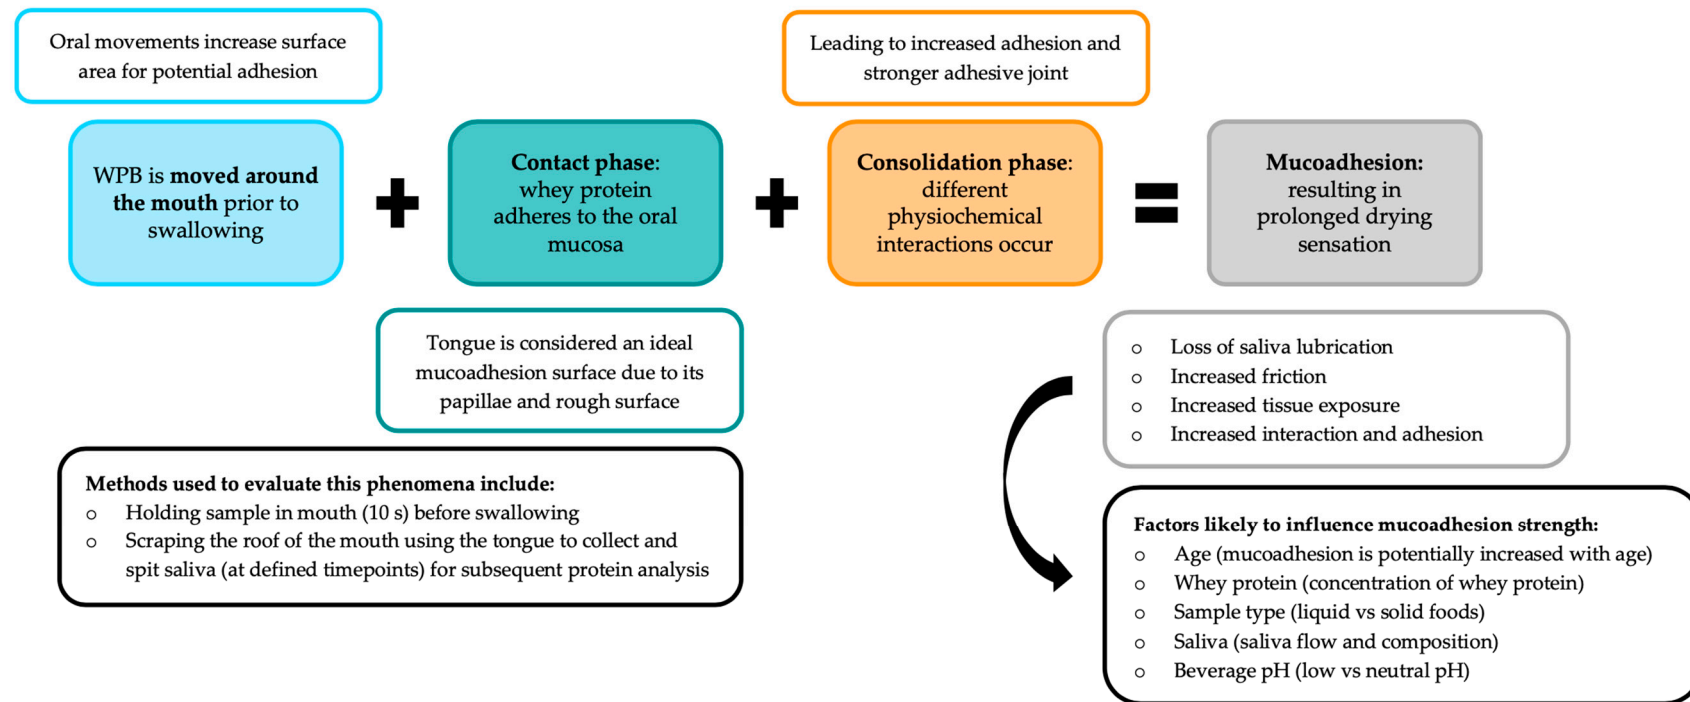 Oral movements increase surface
area for potential adhesion
Leading to increased adhesion and
stronger adhesive joint
WPB is moved around
the mouth prior to
swallowing
+
Contact phase:
whey protein
adheres to the oral
mucosa
+
Consolidation phase:
different
physiochemical
interactions occur
=
Mucoadhesion:
resulting in
prolonged drying
sensation
Tongue is considered an ideal
mucoadhesion surface due to its
papillae and rough surface
○ Loss of saliva lubrication
○ Increased friction
○ Increased tissue exposure
○ Increased interaction and adhesion
Methods used to evaluate this phenomena include:
○ Holding sample in mouth (10 s) before swallowing
○ Scraping the roof of the mouth using the tongue to collect and
spit saliva (at defined timepoints) for subsequent protein analysis
Factors likely to influence mucoadhesion strength:
○ Age (mucoadhesion is potentially increased with age)
○ Whey protein (concentration of whey protein)
○ Sample type (liquid vs solid foods)
○ Saliva (saliva flow and composition)
○ Beverage pH (low vs neutral pH)